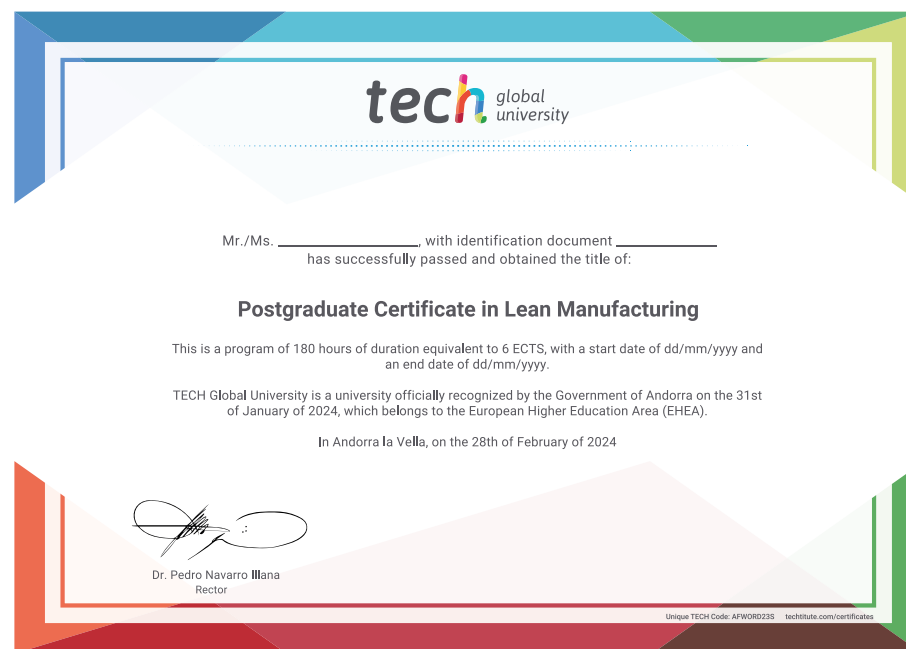 tech global university
Mr./Ms. ____________________, with identification document ______________
has successfully passed and obtained the title of:
Postgraduate Certificate in Lean Manufacturing
This is a program of 180 hours of duration equivalent to 6 ECTS, with a start date of dd/mm/yyyy and
an end date of dd/mm/yyyy.
TECH Global University is a university officially recognized by the Government of Andorra on the 31st
of January of 2024, which belongs to the European Higher Education Area (EHEA).
In Andorra la Vella, on the 28th of February of 2024
Dr. Pedro Navarro Illana
Rector
Unique TECH Code: AFWORD23S techtitute.com/certificates